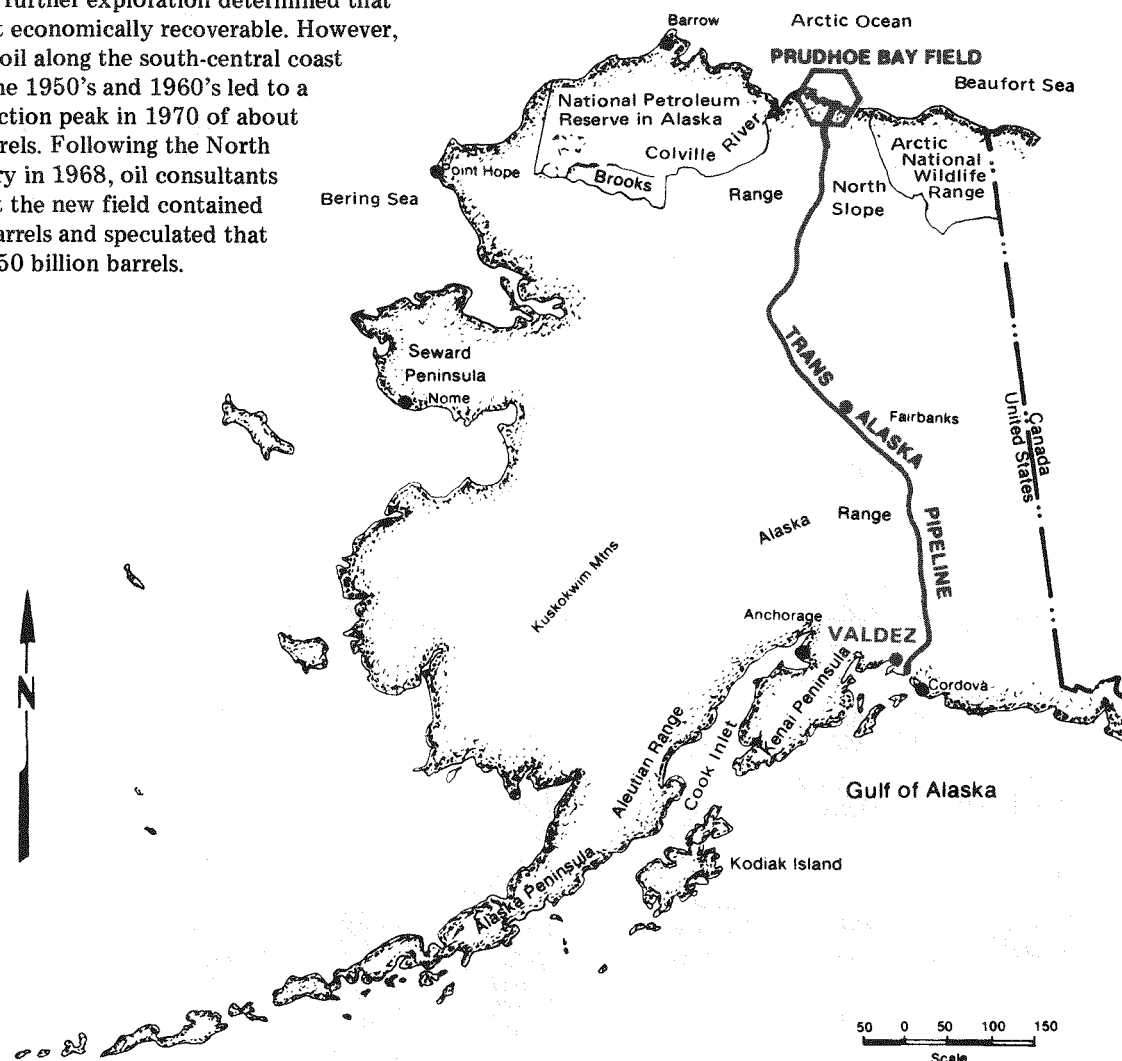 further exploration determined that
t economically recoverable. However,
oil along the south-central coast
he 1950's and 1960's led to a
ction peak in 1970 of about
rels. Following the North
ry in 1968, oil consultants
t the new field contained
arrels and speculated that
50 billion barrels.
Barrow
Arctic Ocean
PRUDHOE BAY FIELD
Beaufort Sea
National Petroleum
Reserve in Alaska
Colville River
Arctic
National
Wildlife
Range
Point Hope
Brooks Range
North
Slope
Bering Sea
Seward
Peninsula
Nome
TRANS ALASKA PIPELINE
Fairbanks
Canada
United States
Alaska Range
Kuskokwim Mtns
Anchorage
VALDEZ
Cordova
Kenai Peninsula
Cook Inlet
Aleutian Range
Gulf of Alaska
Kodiak Island
Alaska Peninsula
N
50 0 50 100 150
Scale